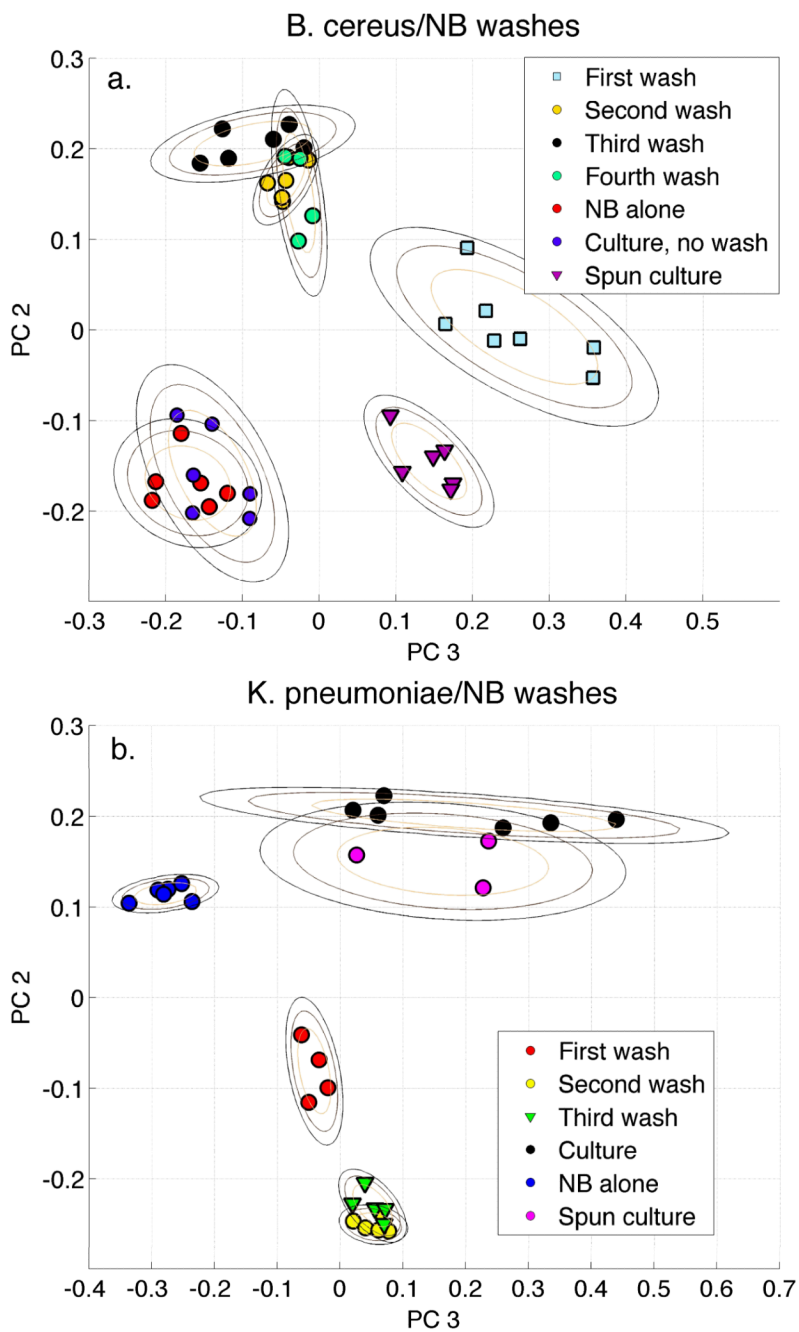 B. cereus/NB washes
a.
First wash
Second wash
Third wash
Fourth wash
NB alone
Culture, no wash
Spun culture
0.3
0.2
0.1
0
-0.1
-0.2
PC 2
-0.3 -0.2 -0.1 0 0.1 0.2 0.3 0.4 0.5
PC 3
K. pneumoniae/NB washes
b.
0.3
0.2
0.1
0
-0.1
-0.2
PC 2
First wash
Second wash
Third wash
Culture
NB alone
Spun culture
-0.4 -0.3 -0.2 -0.1 0 0.1 0.2 0.3 0.4 0.5 0.6 0.7
PC 3